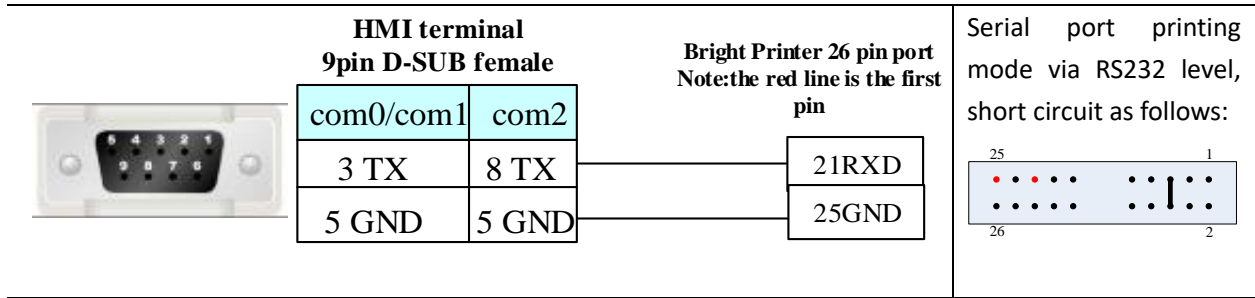 HMI terminal
9pin D-SUB female
com0/com1 com2
3 TX 8 TX
5 GND 5 GND
5 4 3 2 1
9 8 7 6
Bright Printer 26 pin port
Note:the red line is the first
pin
21RXD
25GND
Serial port printing
mode via RS232 level,
short circuit as follows:
25 1
26 2